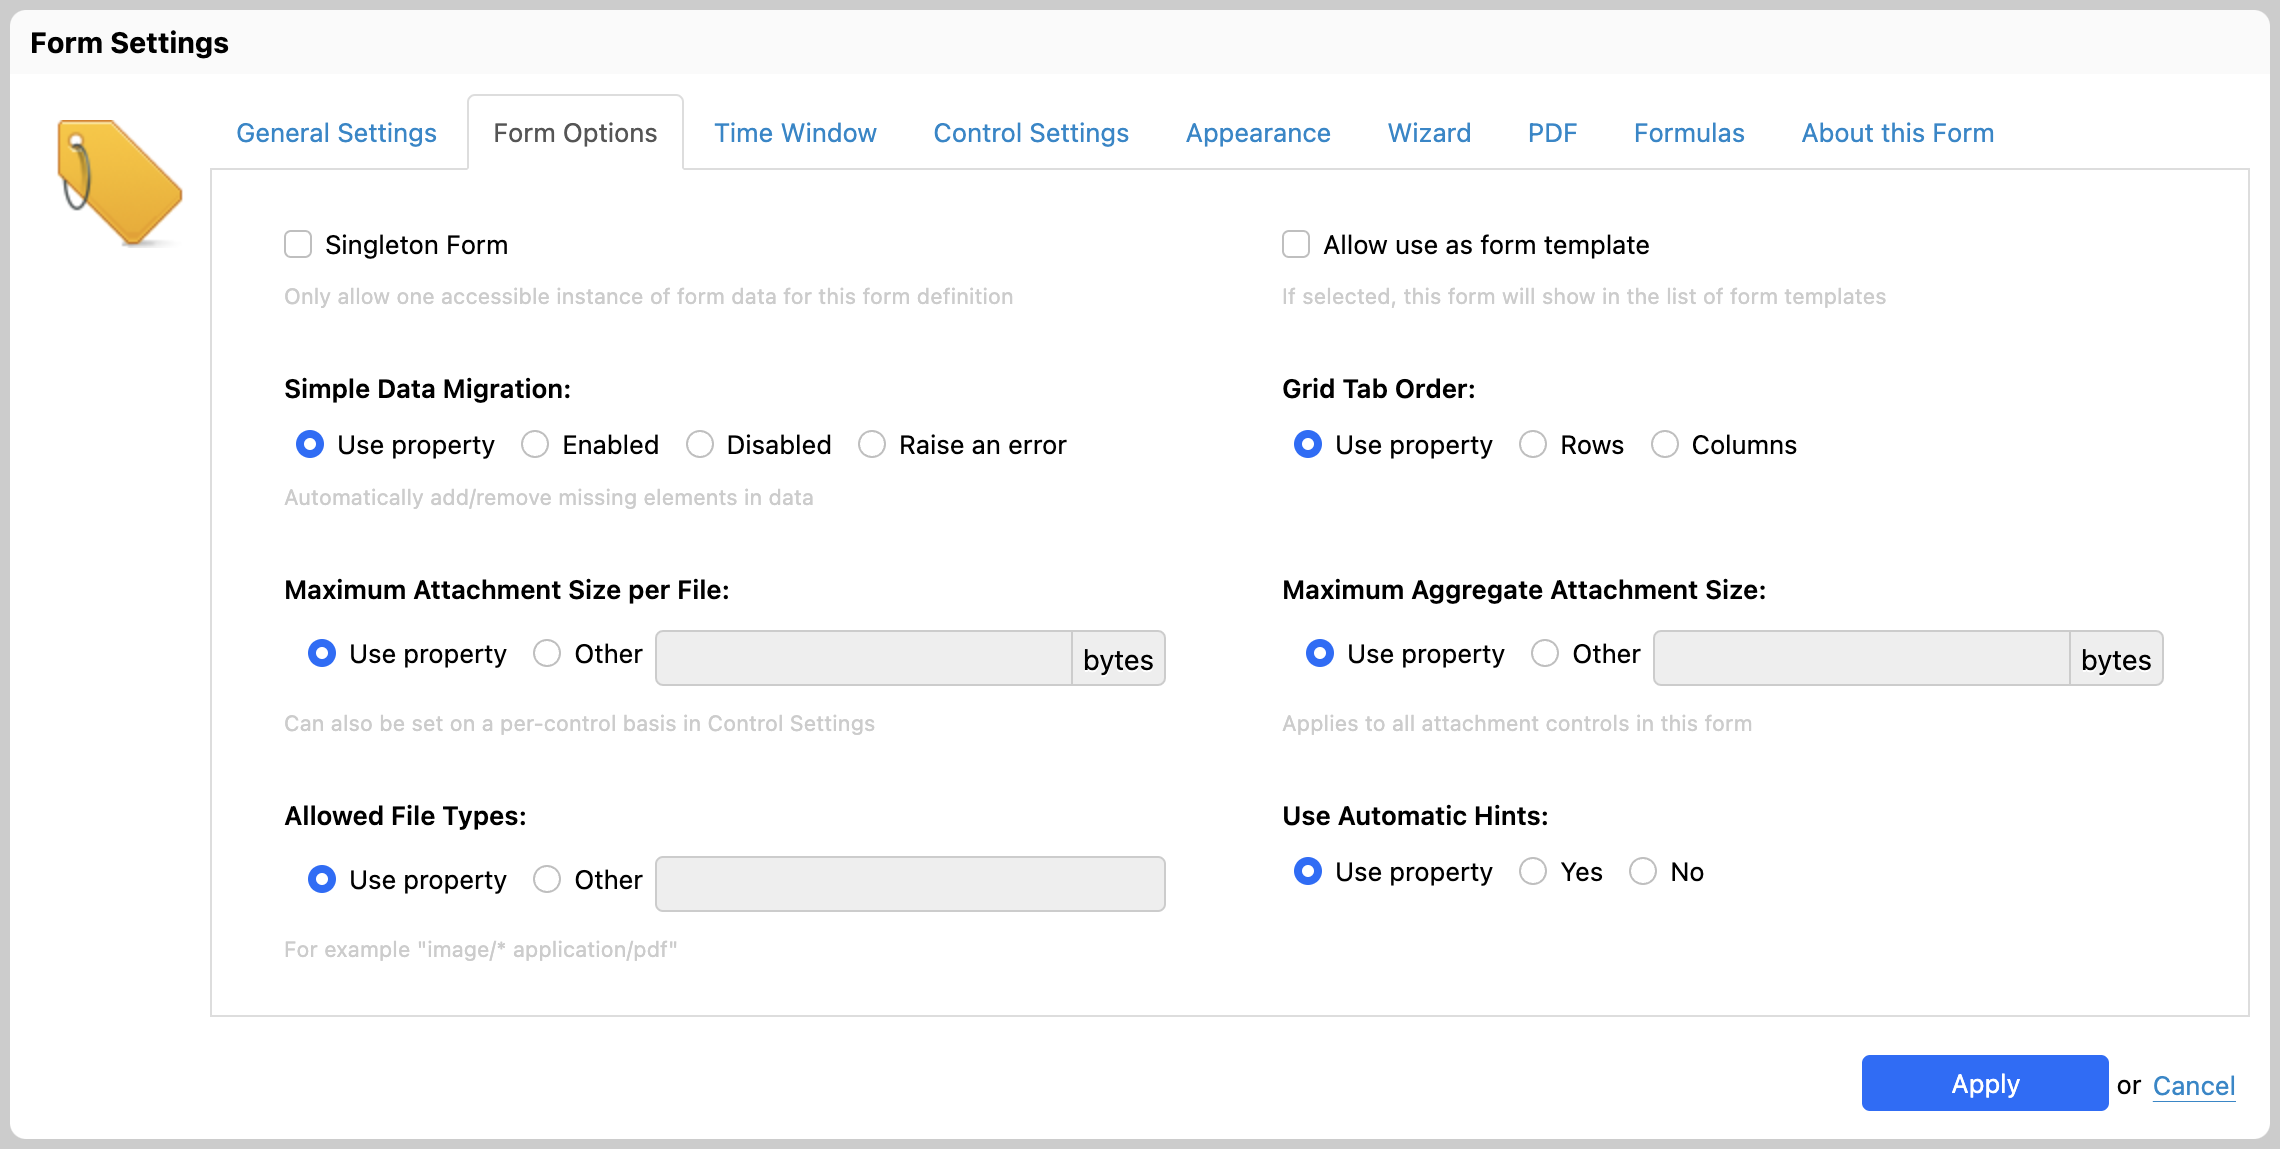 Form Settings
General Settings Form Options Time Window Control Settings Appearance Wizard PDF Formulas About this Form
Singleton Form
Only allow one accessible instance of form data for this form definition
Allow use as form template
If selected, this form will show in the list of form templates
Simple Data Migration:
Use property Enabled Disabled Raise an error
Automatically add/remove missing elements in data
Grid Tab Order:
Use property Rows Columns
Maximum Attachment Size per File:
Use property Other bytes
Can also be set on a per-control basis in Control Settings
Maximum Aggregate Attachment Size:
Use property Other bytes
Applies to all attachment controls in this form
Allowed File Types:
Use property Other
For example "image/* application/pdf"
Use Automatic Hints:
Use property Yes No
Apply or Cancel